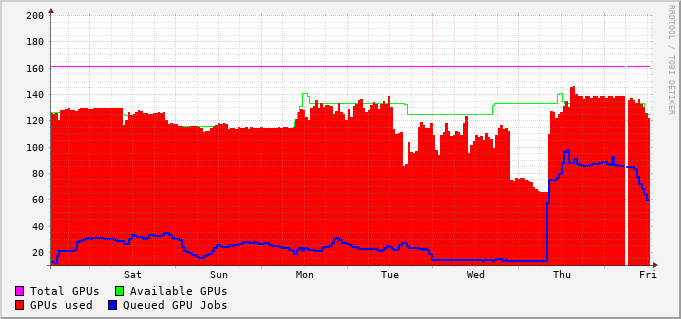 RRDTOOL / TOBI OETIKER
200
180
160
140
120
100
80
60
40
20
Sat Sun Mon Tue Wed Thu Fri
Total GPUs Available GPUs
GPUs used Queued GPU Jobs